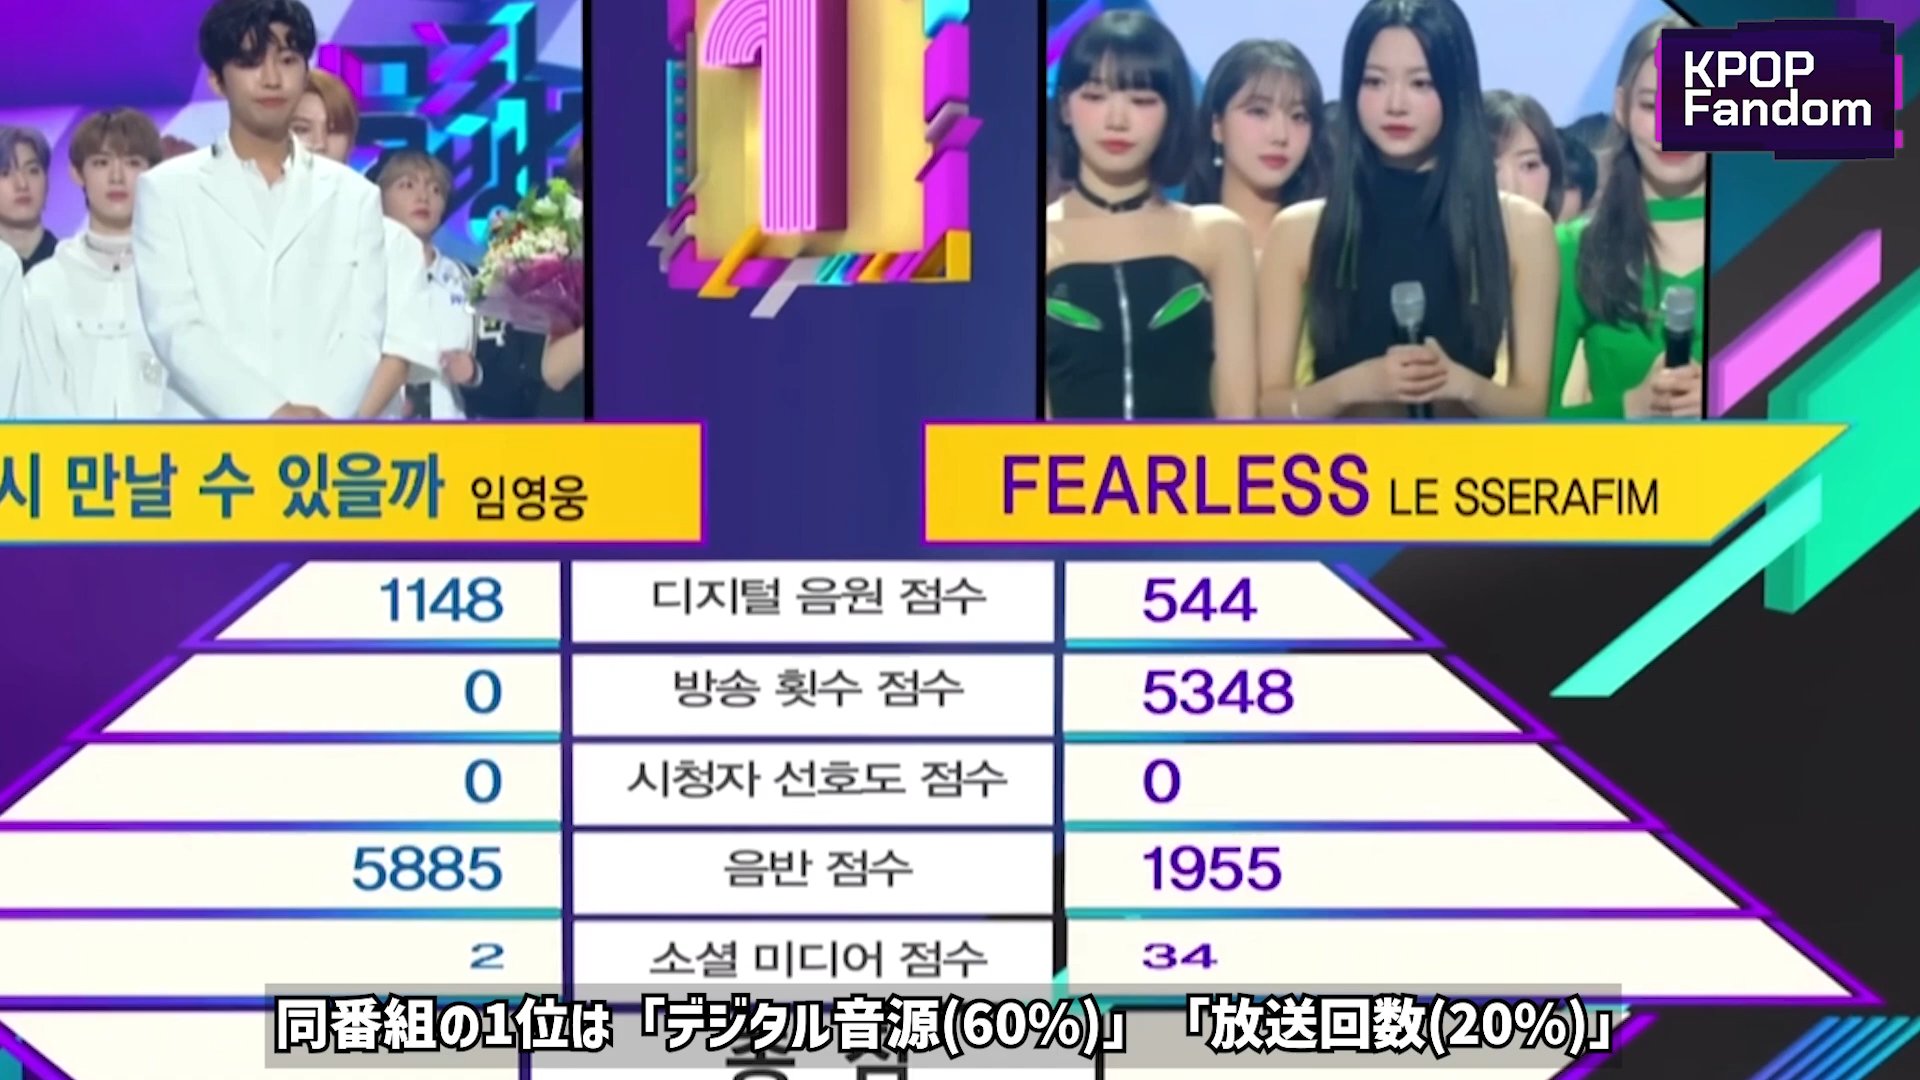 KPOP
Fandom
1
시 만날 수 있을까 임영웅
FEARLESS LE SSERAFIM
1148 디지털 음원 점수 544
0 방송 횟수 점수 5348
0 시청자 선호도 점수 0
5885 음반 점수 1955
2 소셜 미디어 점수 34
同番組の1位は「デジタル音源(60%)」「放送回数(20%)」